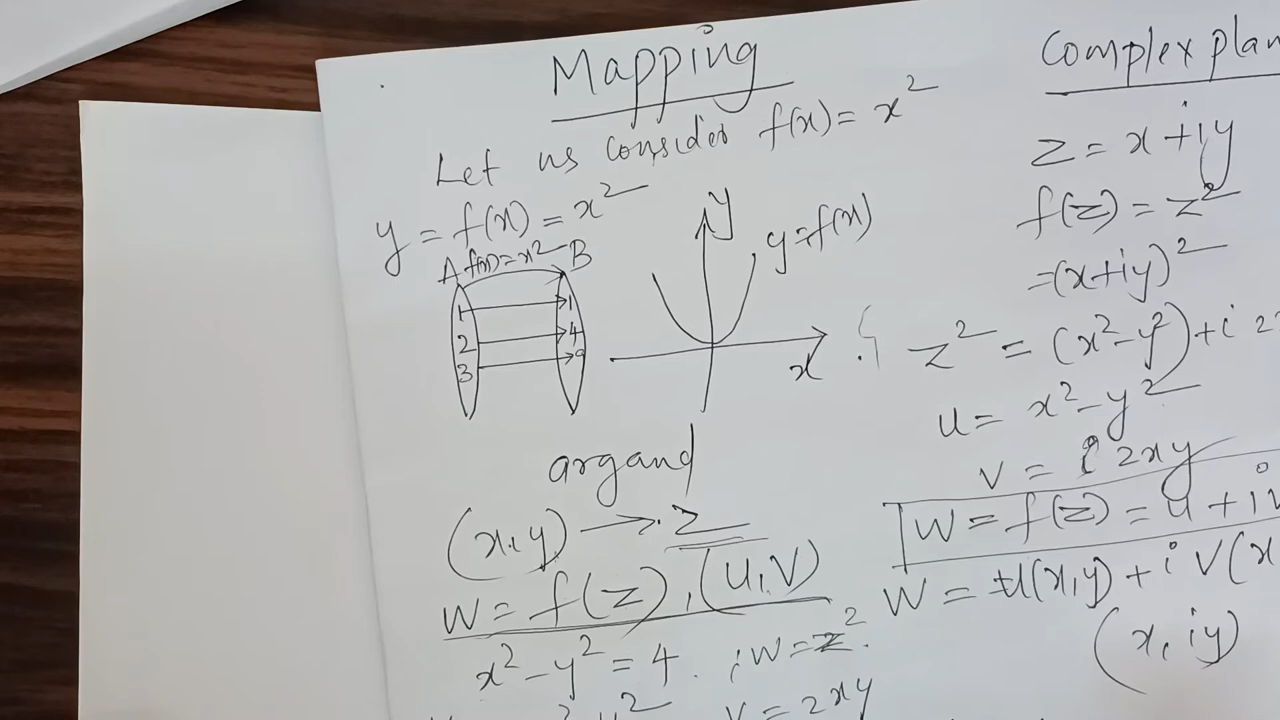 Mapping
Let us consider f(x) = x²
y = f(x) = x²
A f(x)=x² B
1 1
2 4
3 9
y
y=f(x)
x
argand
(x,y) → z
W = f(z), (u,v)
x² - y² = 4. ; W = z².
v = 2xy
Complex plan
z = x + iy
f(z) = z²
= (x+iy)²
z² = (x² - y²) + i 2
u = x² - y²
v = i 2xy
W = f(z) = u + iv
W = u(x,y) + i v(x
(x, iy)